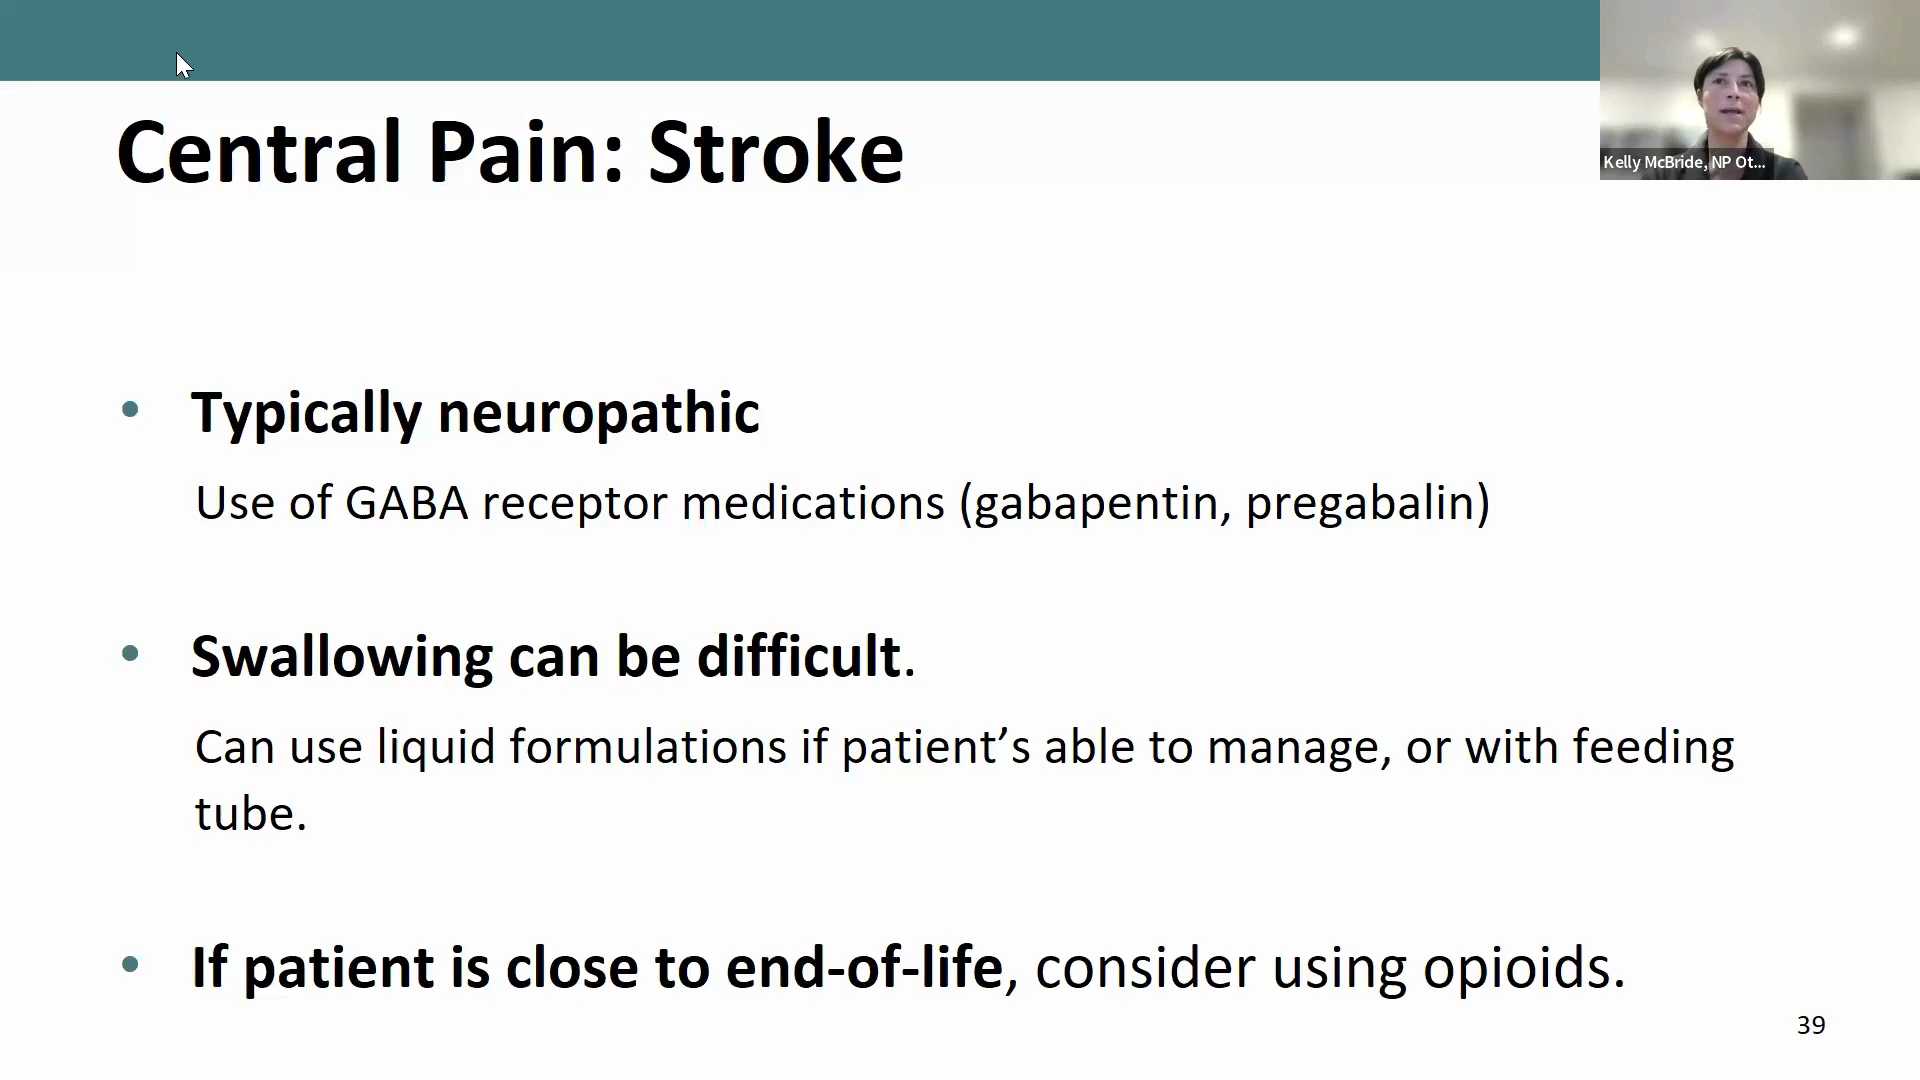 Central Pain: Stroke
Kelly McBride, NP Ot...
• Typically neuropathic
Use of GABA receptor medications (gabapentin, pregabalin)
• Swallowing can be difficult.
Can use liquid formulations if patient’s able to manage, or with feeding
tube.
• If patient is close to end-of-life, consider using opioids.
39